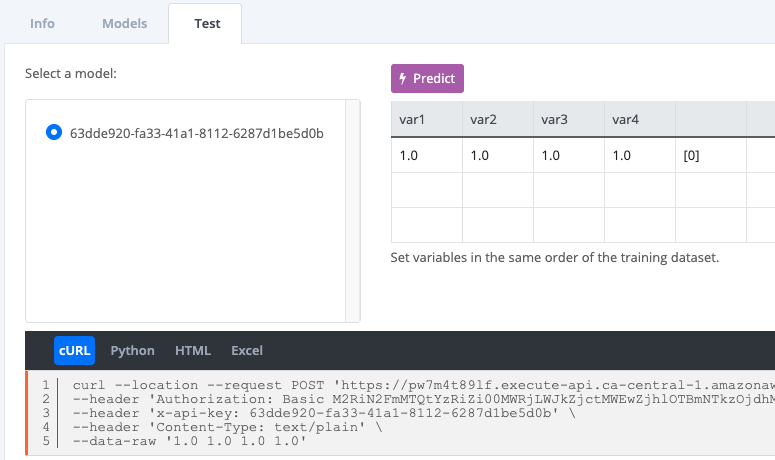 Info Models Test
Select a model:
Predict
63dde920-fa33-41a1-8112-6287d1be5d0b
var1 var2 var3 var4
1.0 1.0 1.0 1.0 [0]
Set variables in the same order of the training dataset.
cURL Python HTML Excel
1 curl --location --request POST 'https://pw7m4t89lf.execute-api.ca-central-1.amazonaw
2 --header 'Authorization: Basic M2RiN2FmMTQtYzRiZi00MWRjLWJkZjctMWEwZjhlOTBmNTkzOjdhM
3 --header 'x-api-key: 63dde920-fa33-41a1-8112-6287d1be5d0b' \
4 --header 'Content-Type: text/plain' \
5 --data-raw '1.0 1.0 1.0 1.0'